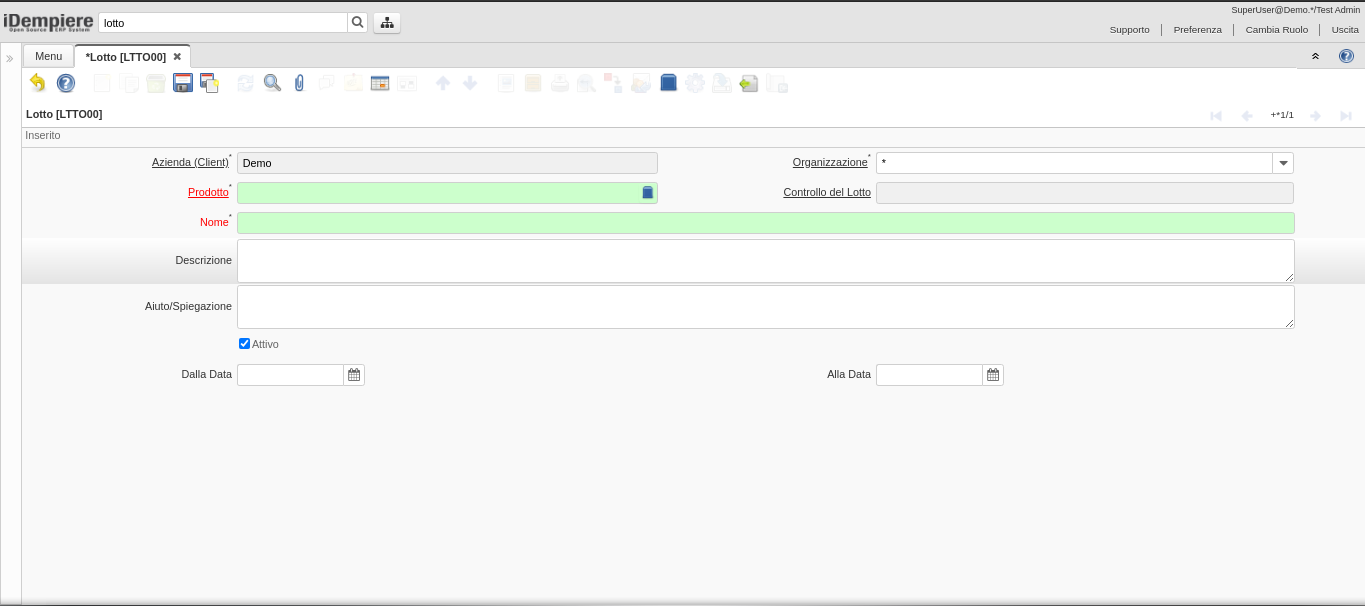 SuperUser@Demo.*/Test Admin
iDempiere
Open Source ERP System
lotto
Supporto
Preferenza
Cambia Ruolo
Uscita
»
Menu
*Lotto [LTTO00]
Lotto [LTTO00]
+*1/1
Inserito
Azienda (Client)*
Demo
Organizzazione*
*
Prodotto*
Controllo del Lotto
Nome*
Descrizione
Aiuto/Spiegazione
Attivo
Dalla Data
Alla Data